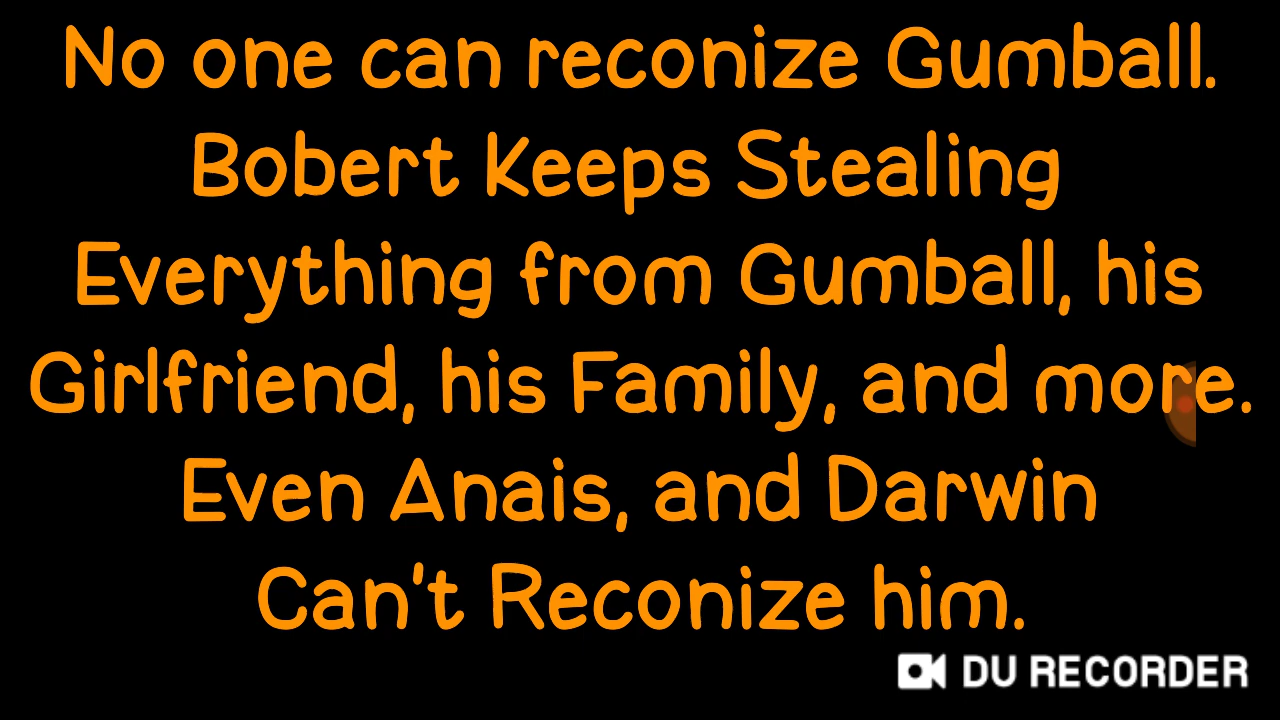 No one can reconize Gumball.
Bobert Keeps Stealing
Everything from Gumball, his
Girlfriend, his Family, and more.
Even Anais, and Darwin
Can't Reconize him.
DU RECORDER